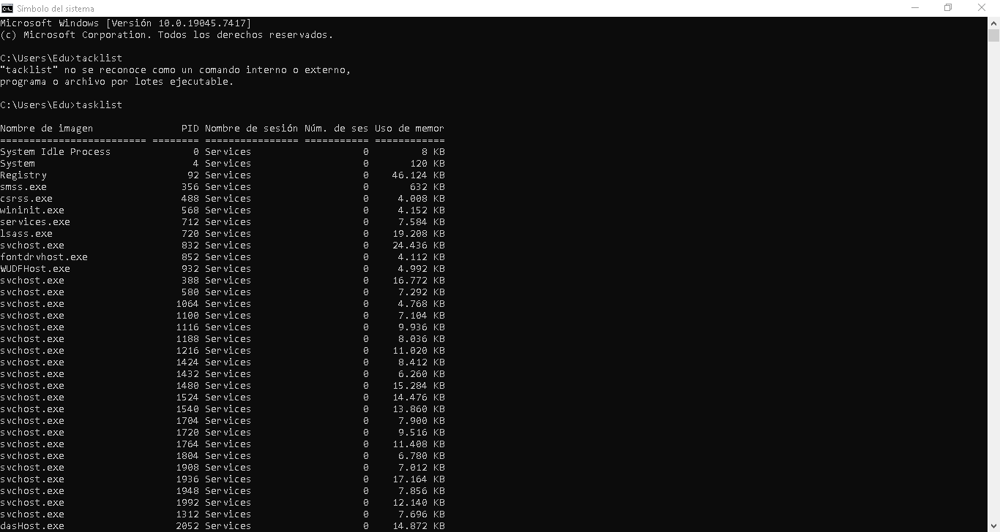 Símbolo del sistema
Microsoft Windows [Versión 10.0.19045.7417]
(c) Microsoft Corporation. Todos los derechos reservados.
C:\Users\Edu>tacklist
"tacklist" no se reconoce como un comando interno o externo,
programa o archivo por lotes ejecutable.
C:\Users\Edu>tasklist
Nombre de imagen               PID Nombre de sesión Núm. de ses Uso de memor
========================= ======== ================ =========== ============
System Idle Process              0 Services                   0         8 KB
System                           4 Services                   0       120 KB
Registry                        92 Services                   0    46.124 KB
smss.exe                       356 Services                   0       632 KB
csrss.exe                      488 Services                   0     4.008 KB
wininit.exe                    568 Services                   0     4.152 KB
services.exe                   712 Services                   0     7.584 KB
lsass.exe                      720 Services                   0    19.208 KB
svchost.exe                    832 Services                   0    24.436 KB
fontdrvhost.exe                852 Services                   0     4.112 KB
WUDFHost.exe                   932 Services                   0     4.992 KB
svchost.exe                    388 Services                   0    16.772 KB
svchost.exe                    580 Services                   0     7.292 KB
svchost.exe                   1064 Services                   0     4.768 KB
svchost.exe                   1100 Services                   0     7.104 KB
svchost.exe                   1116 Services                   0     9.936 KB
svchost.exe                   1188 Services                   0     8.036 KB
svchost.exe                   1216 Services                   0    11.020 KB
svchost.exe                   1424 Services                   0     8.412 KB
svchost.exe                   1432 Services                   0     6.260 KB
svchost.exe                   1480 Services                   0    15.284 KB
svchost.exe                   1524 Services                   0    14.476 KB
svchost.exe                   1540 Services                   0    13.860 KB
svchost.exe                   1704 Services                   0     7.900 KB
svchost.exe                   1720 Services                   0     9.516 KB
svchost.exe                   1764 Services                   0    11.408 KB
svchost.exe                   1804 Services                   0     6.780 KB
svchost.exe                   1908 Services                   0     7.012 KB
svchost.exe                   1936 Services                   0    17.164 KB
svchost.exe                   1948 Services                   0     7.856 KB
svchost.exe                   1992 Services                   0    12.140 KB
svchost.exe                   1312 Services                   0     7.696 KB
dasHost.exe                   2052 Services                   0    14.872 KB